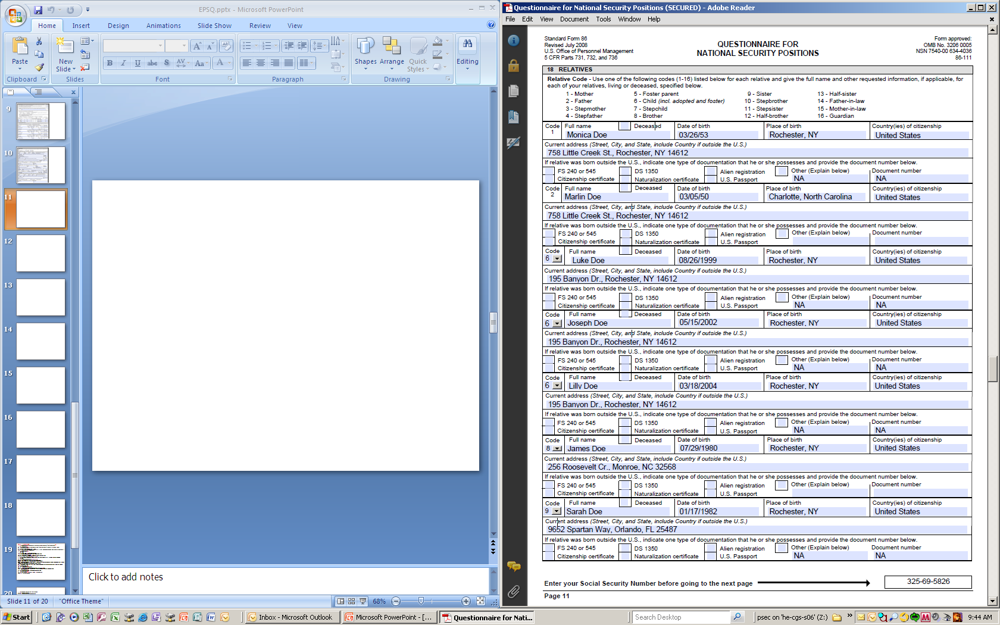 EPSQ.pptx - Microsoft PowerPoint
Home Insert Design Animations Slide Show Review View
Paste
New Slide
Shapes Arrange Quick Styles
Editing
B I U abe S AV Aa A
Clipboard Slides Font Paragraph Drawing
9
10
11
12
13
14
15
16
17
18
19
20
Click to add notes
Slide 11 of 20 "Office Theme" 68%
Questionnaire for National Security Positions (SECURED) - Adobe Reader
File Edit View Document Tools Window Help
Standard Form 86
Revised July 2008
U.S. Office of Personnel Management
5 CFR Parts 731, 732, and 736
QUESTIONNAIRE FOR
NATIONAL SECURITY POSITIONS
Form approved:
OMB No. 3206 0005
NSN 7540-00 634-4036
86-111
18 RELATIVES
Relative Code - Use one of the following codes (1-16) listed below for each relative and give the full name and other requested information, if applicable, for
each of your relatives, living or deceased, specified below.
1 - Mother 5 - Foster parent 9 - Sister 13 - Half-sister
2 - Father 6 - Child (incl. adopted and foster) 10 - Stepbrother 14 - Father-in-law
3 - Stepmother 7 - Stepchild 11 - Stepsister 15 - Mother-in-law
4 - Stepfather 8 - Brother 12 - Half-brother 16 - Guardian
Code Full name Deceased Date of birth Place of birth Country(ies) of citizenship
1 Monica Doe 03/26/53 Rochester, NY United States
Current address (Street, City, and State, include Country if outside the U.S.)
758 Little Creek St., Rochester, NY 14612
If relative was born outside the U.S., indicate one type of documentation that he or she possesses and provide the document number below.
FS 240 or 545 DS 1350 Alien registration Other (Explain below) Document number
Citizenship certificate Naturalization certificate U.S. Passport NA NA
Code Full name Deceased Date of birth Place of birth Country(ies) of citizenship
2 Marlin Doe 03/05/50 Charlotte, North Carolina United States
Current address (Street, City, and State, include Country if outside the U.S.)
758 Little Creek St., Rochester, NY 14612
If relative was born outside the U.S., indicate one type of documentation that he or she possesses and provide the document number below.
FS 240 or 545 DS 1350 Alien registration Other (Explain below) Document number
Citizenship certificate Naturalization certificate U.S. Passport
Code Full name Deceased Date of birth Place of birth Country(ies) of citizenship
6 Luke Doe 08/26/1999 Rochester, NY United States
Current address (Street, City, and State, include Country if outside the U.S.)
195 Banyon Dr., Rochester, NY 14612
If relative was born outside the U.S., indicate one type of documentation that he or she possesses and provide the document number below.
FS 240 or 545 DS 1350 Alien registration Other (Explain below) Document number
Citizenship certificate Naturalization certificate U.S. Passport NA NA
Code Full name Deceased Date of birth Place of birth Country(ies) of citizenship
6 Joseph Doe 05/15/2002 Rochester, NY United States
Current address (Street, City, and State, include Country if outside the U.S.)
195 Banyon Dr., Rochester, NY 14612
If relative was born outside the U.S., indicate one type of documentation that he or she possesses and provide the document number below.
FS 240 or 545 DS 1350 Alien registration Other (Explain below) Document number
Citizenship certificate Naturalization certificate U.S. Passport NA NA
Code Full name Deceased Date of birth Place of birth Country(ies) of citizenship
6 Lilly Doe 03/18/2004 Rochester, NY United States
Current address (Street, City, and State, include Country if outside the U.S.)
195 Banyon Dr., Rochester, NY 14612
If relative was born outside the U.S., indicate one type of documentation that he or she possesses and provide the document number below.
FS 240 or 545 DS 1350 Alien registration Other (Explain below) Document number
Citizenship certificate Naturalization certificate U.S. Passport NA NA
Code Full name Deceased Date of birth Place of birth Country(ies) of citizenship
8 James Doe 07/29/1980 Rochester, NY United States
Current address (Street, City, and State, include Country if outside the U.S.)
256 Roosevelt Cr., Monroe, NC 32568
If relative was born outside the U.S., indicate one type of documentation that he or she possesses and provide the document number below.
FS 240 or 545 DS 1350 Alien registration Other (Explain below) Document number
Citizenship certificate Naturalization certificate U.S. Passport
Code Full name Deceased Date of birth Place of birth Country(ies) of citizenship
9 Sarah Doe 01/17/1982 Rochester, NY United States
Current address (Street, City, and State, include Country if outside the U.S.)
9652 Spartan Way, Orlando, FL 25487
If relative was born outside the U.S., indicate one type of documentation that he or she possesses and provide the document number below.
FS 240 or 545 DS 1350 Alien registration Other (Explain below) Document number
Citizenship certificate Naturalization certificate U.S. Passport NA NA
Enter your Social Security Number before going to the next page 325-69-5826
Page 11
Start Inbox - Microsoft Outlook Microsoft PowerPoint - [... Questionnaire for Nati... Search Desktop psec on 'he-cgs-s06' (Z:) 9:44 AM